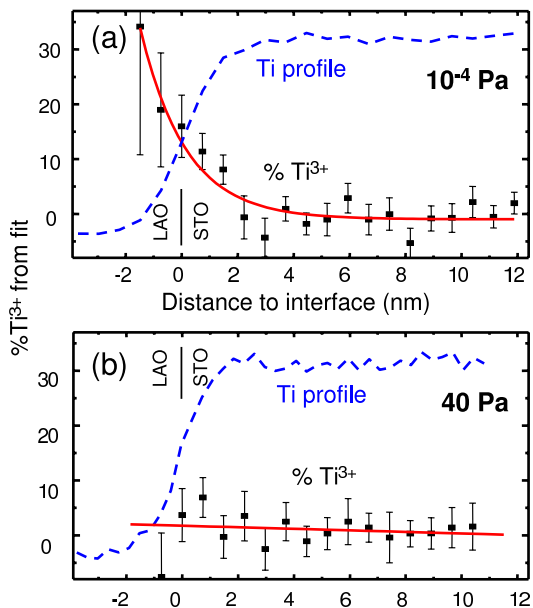 %Ti³⁺ from fit
(a)
Ti profile
10⁻⁴ Pa
% Ti³⁺
LAO
STO
30
20
10
0
-2 0 2 4 6 8 10 12
Distance to interface (nm)
(b)
LAO
STO
Ti profile
40 Pa
% Ti³⁺
30
20
10
0
-2 0 2 4 6 8 10 12